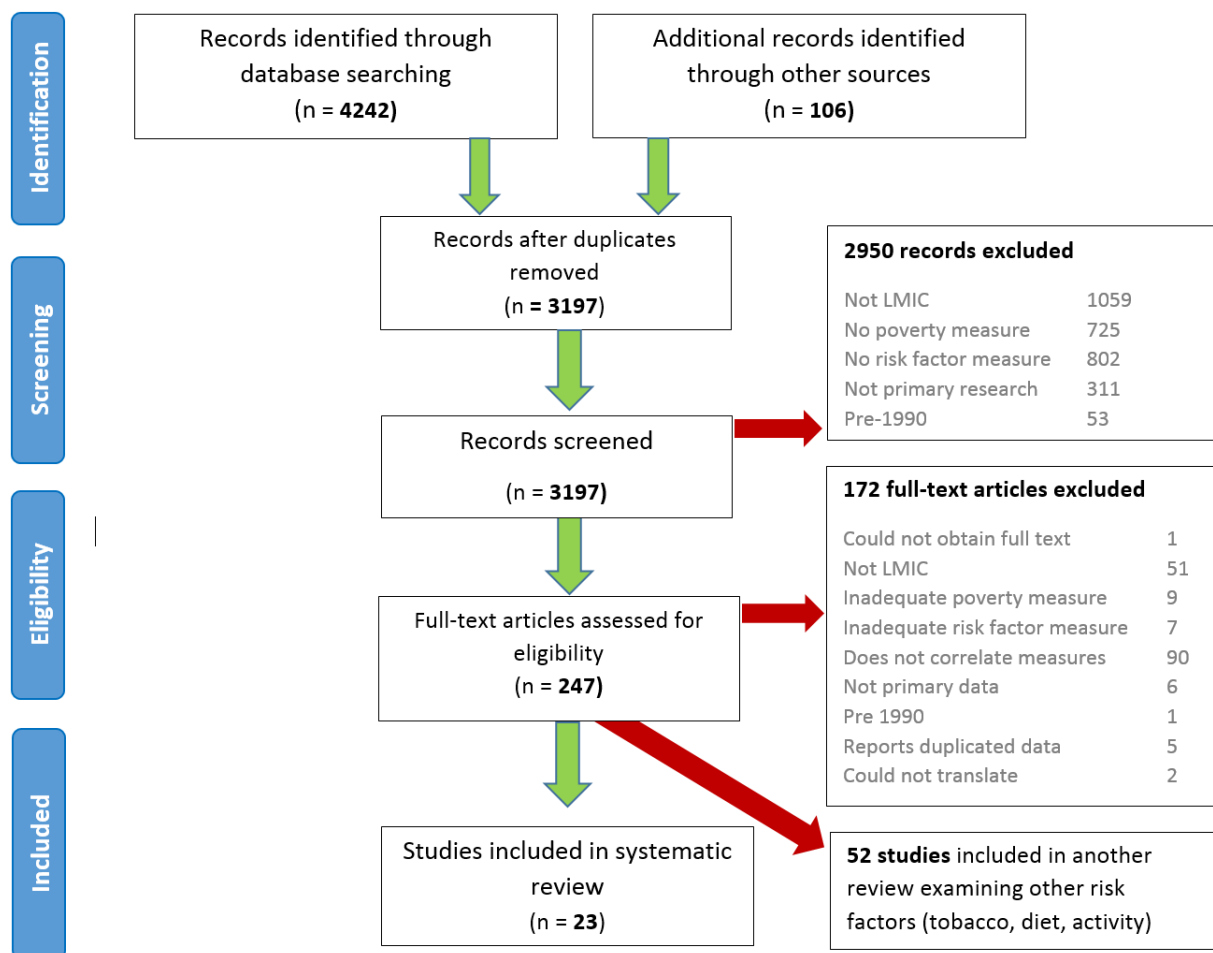 Identification
Records identified through
database searching
(n = 4242)
Additional records identified
through other sources
(n = 106)
Records after duplicates
removed
(n = 3197)
Screening
2950 records excluded
Not LMIC 1059
No poverty measure 725
No risk factor measure 802
Not primary research 311
Pre-1990 53
Records screened
(n = 3197)
Eligibility
172 full-text articles excluded
Could not obtain full text 1
Not LMIC 51
Inadequate poverty measure 9
Inadequate risk factor measure 7
Does not correlate measures 90
Not primary data 6
Pre 1990 1
Reports duplicated data 5
Could not translate 2
Full-text articles assessed for
eligibility
(n = 247)
Included
Studies included in systematic
review
(n = 23)
52 studies included in another
review examining other risk
factors (tobacco, diet, activity)